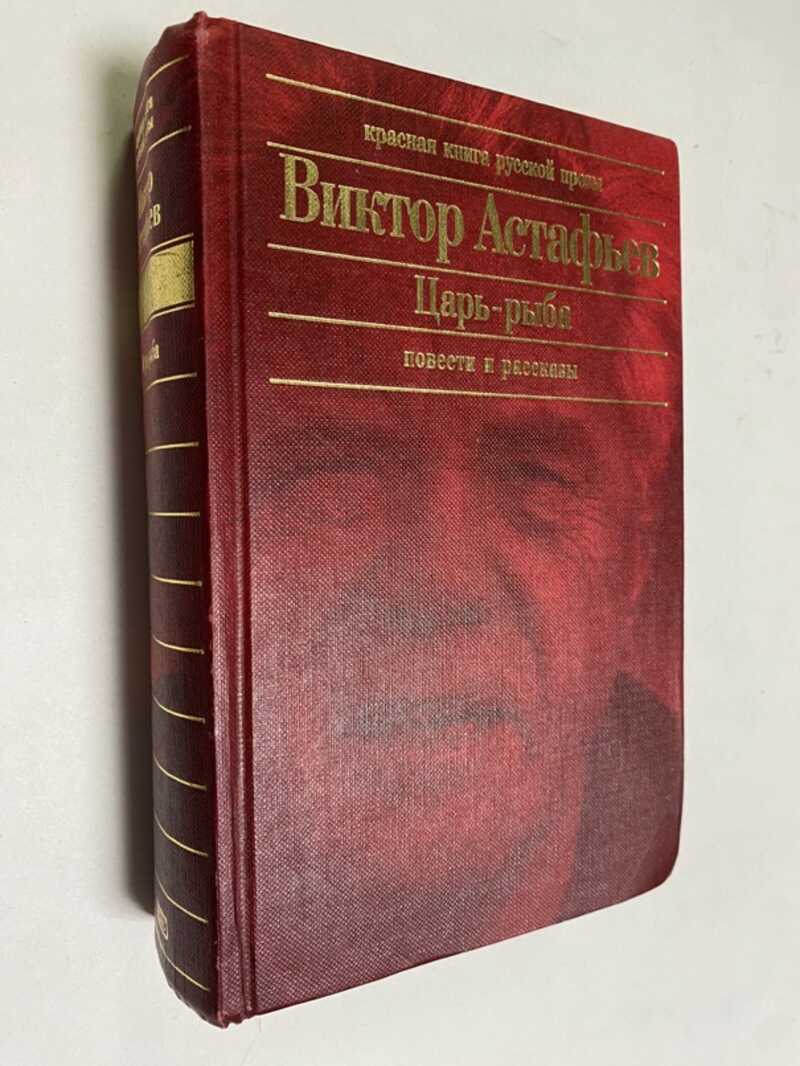 красная книга русской прозы
Виктор Астафьев
Царь-рыба
повести и рассказы